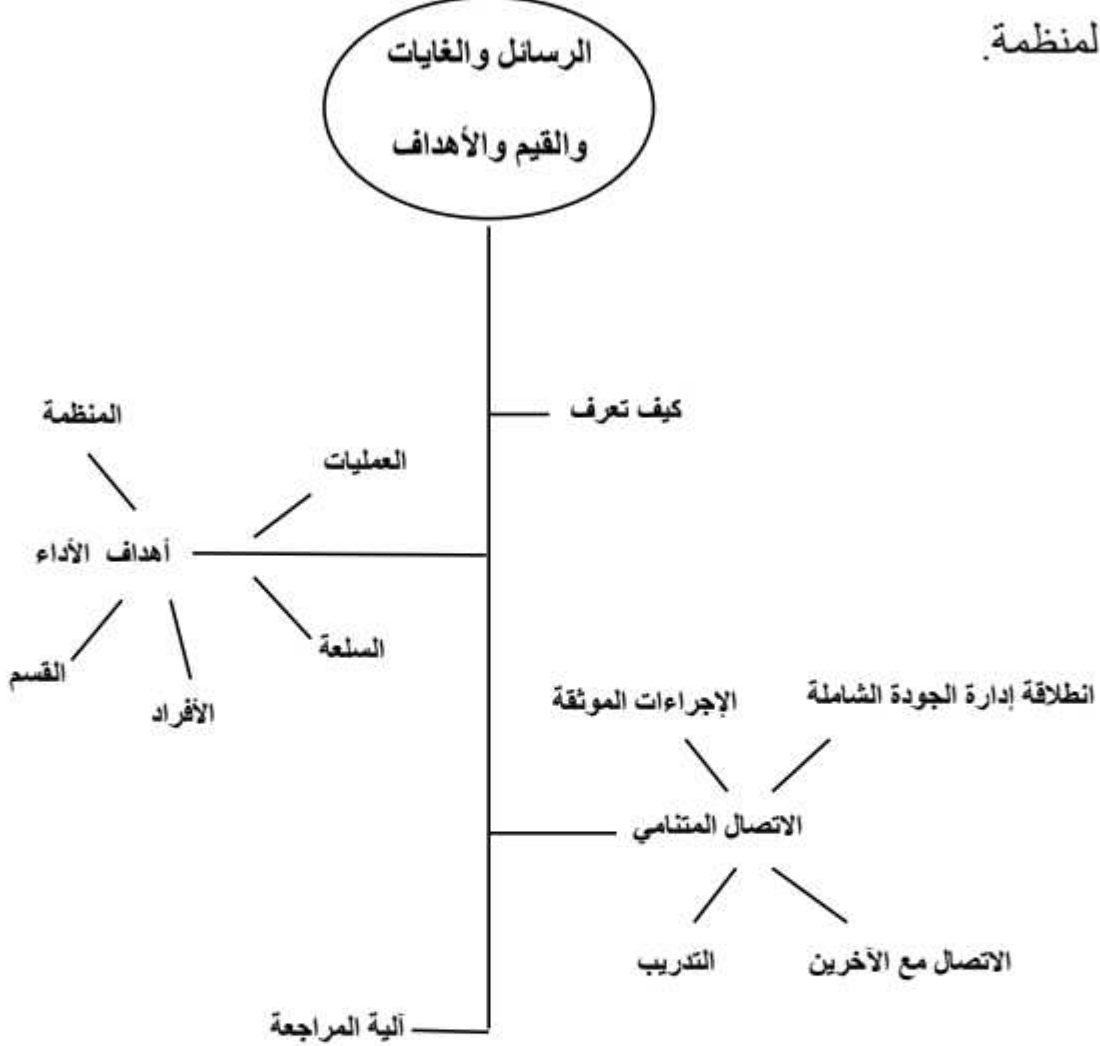 لمنظمة.
الرسائل والغايات
والقيم والأهداف
كيف تعرف
المنظمة
العمليات
أهداف الأداء
السلعة
القسم
الأفراد
انطلاقة إدارة الجودة الشاملة
الإجراءات الموثقة
الاتصال المتنامي
الاتصال مع الآخرين
التدريب
آلية المراجعة